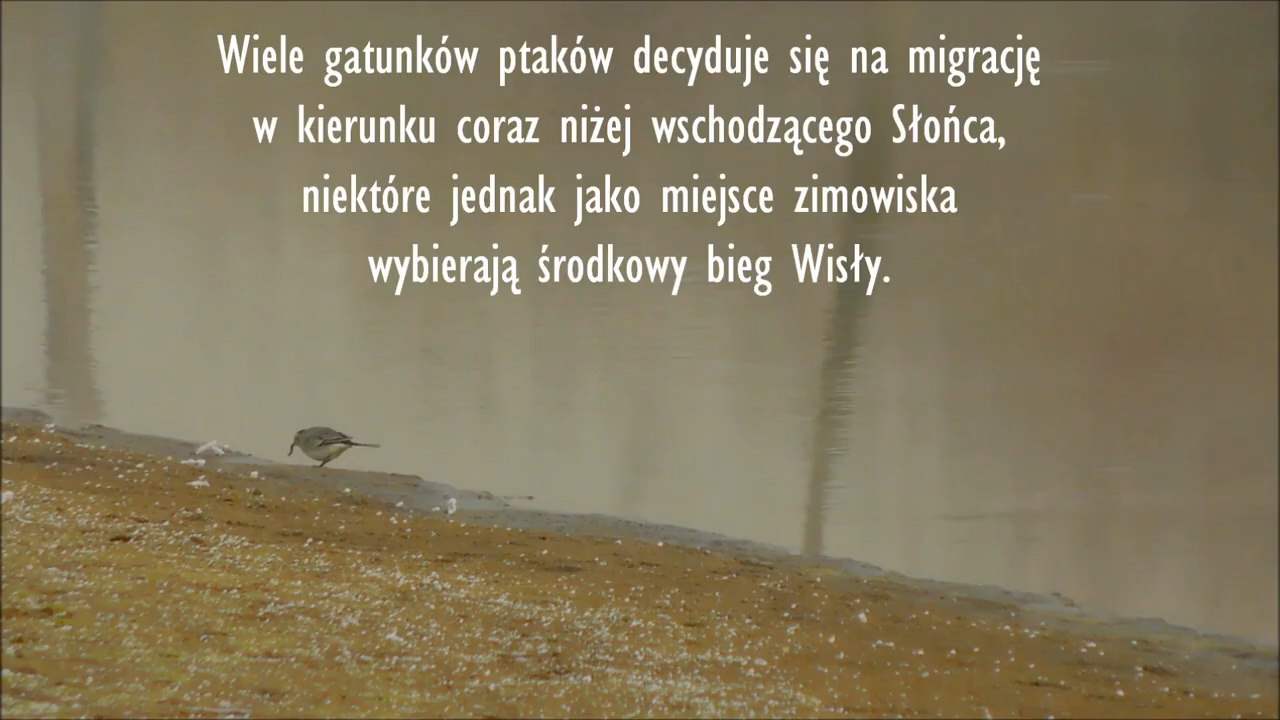 Wiele gatunków ptaków decyduje się na migrację
w kierunku coraz niżej wschodzącego Słońca,
niektóre jednak jako miejsce zimowiska
wybierają środkowy bieg Wisły.